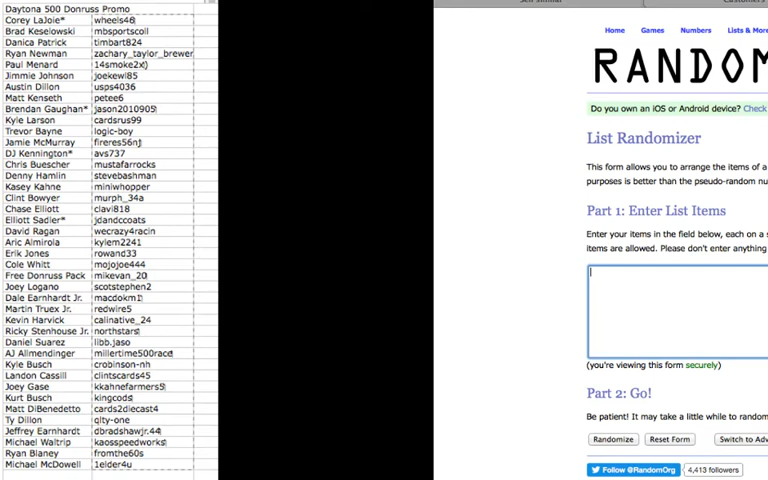 Daytona 500 Donruss Promo
Corey LaJoie* wheels46
Brad Keselowski mbsportscoll
Danica Patrick timbart824
Ryan Newman zachary_taylor_brewer
Paul Menard 14smoke2x
Jimmie Johnson joekewl85
Austin Dillon usps4036
Matt Kenseth petee6
Brendan Gaughan* jason2010905
Kyle Larson cardsrus99
Trevor Bayne logic-boy
Jamie McMurray fireres56nj
DJ Kennington* avs737
Chris Buescher mustafarrocks
Denny Hamlin stevebashman
Kasey Kahne miniwhopper
Clint Bowyer murph_34a
Chase Elliott clavi818
Elliott Sadler* jdandccoats
David Ragan wecrazy4racin
Aric Almirola kylem2241
Erik Jones rowand33
Cole Whitt mojojoe444
Free Donruss Pack mikevan_20
Joey Logano scotstephen2
Dale Earnhardt Jr. macdokm1
Martin Truex Jr. redwire5
Kevin Harvick calinative_24
Ricky Stenhouse Jr. northstars
Daniel Suarez libb.jaso
AJ Allmendinger millertime500race
Kyle Busch crobinson-nh
Landon Cassill clintscards45
Joey Gase kkahnefarmers5
Kurt Busch kingcods
Matt DiBenedetto cards2diecast4
Ty Dillon qlty-one
Jeffrey Earnhardt dbradshawjr.44
Michael Waltrip kaosspeedworks
Ryan Blaney fromthe60s
Michael McDowell 1elder4u
Home Games Numbers Lists & More
RANDOM
Do you own an iOS or Android device? Check
List Randomizer
This form allows you to arrange the items of a
purposes is better than the pseudo-random nu
Part 1: Enter List Items
Enter your items in the field below, each on a s
items are allowed. Please don't enter anything
(you're viewing this form securely)
Part 2: Go!
Be patient! It may take a little while to random
Randomize Reset Form Switch to Adv
Follow @RandomOrg 4,413 followers